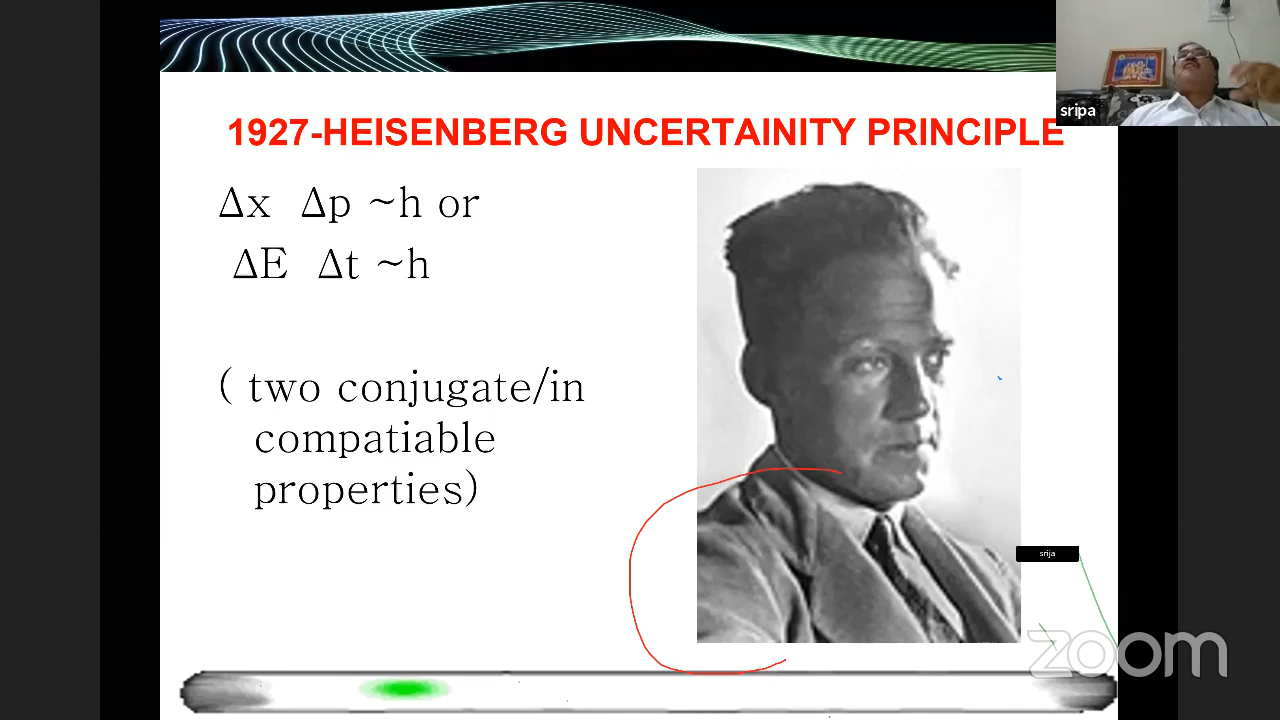 sripa
1927-HEISENBERG UNCERTAINITY PRINCIPLE
Δx Δp ~h or
ΔE Δt ~h
( two conjugate/in
compatiable
properties)
srija
zoom